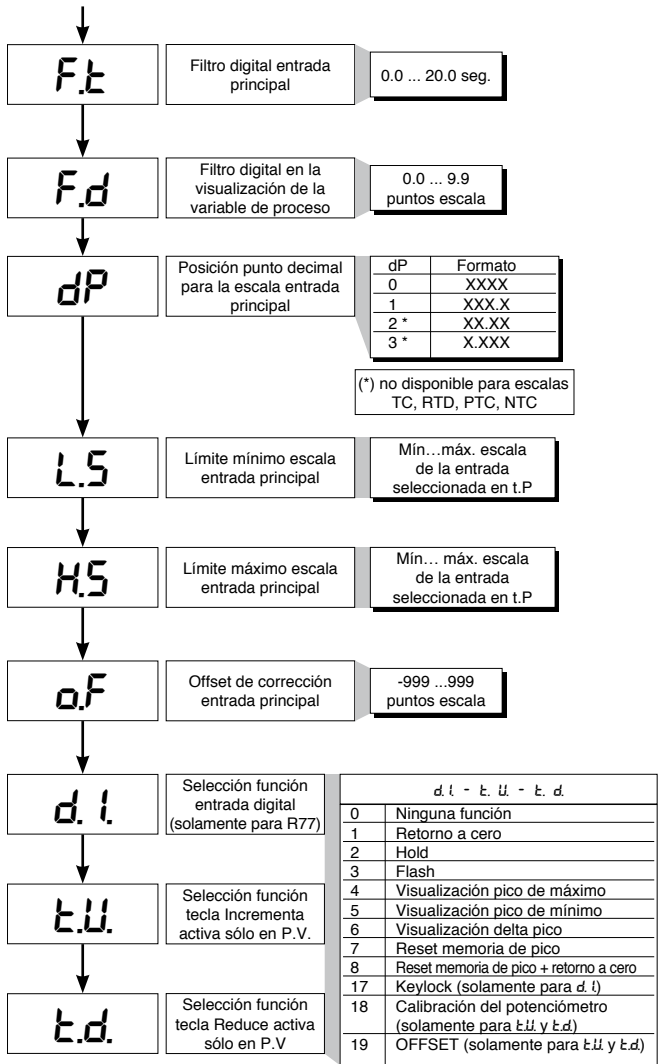 F.t
Filtro digital entrada
principal
0.0 ... 20.0 seg.
F.d
Filtro digital en la
visualización de la
variable de proceso
0.0 ... 9.9
puntos escala
dP
Posición punto decimal
para la escala entrada
principal
dP Formato
0 XXXX
1 XXX.X
2 * XX.XX
3 * X.XXX
(*) no disponible para escalas
TC, RTD, PTC, NTC
L.S
Límite mínimo escala
entrada principal
Mín…máx. escala
de la entrada
seleccionada en t.P
H.S
Límite máximo escala
entrada principal
Mín… máx. escala
de la entrada
seleccionada en t.P
o.F
Offset de corrección
entrada principal
-999 ...999
puntos escala
d. I.
Selección función
entrada digital
(solamente para R77)
t.U.
Selección función
tecla Incrementa
activa sólo en P.V.
t.d.
Selección función
tecla Reduce activa
sólo en P.V
d. I. - t. U. - t. d.
0 Ninguna función
1 Retorno a cero
2 Hold
3 Flash
4 Visualización pico de máximo
5 Visualización pico de mínimo
6 Visualización delta pico
7 Reset memoria de pico
8 Reset memoria de pico + retorno a cero
17 Keylock (solamente para d. I.)
18 Calibración del potenciómetro
(solamente para t.U. y t.d.)
19 OFFSET (solamente para t.U. y t.d.)